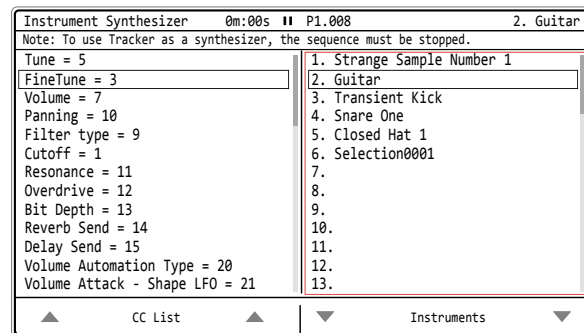 Instrument Synthesizer 0m:00s P1.008 2. Guitar
Note: To use Tracker as a synthesizer, the sequence must be stopped.
Tune = 5
FineTune = 3
Volume = 7
Panning = 10
Filter type = 9
Cutoff = 1
Resonance = 11
Overdrive = 12
Bit Depth = 13
Reverb Send = 14
Delay Send = 15
Volume Automation Type = 20
Volume Attack - Shape LFO = 21
1. Strange Sample Number 1
2. Guitar
3. Transient Kick
4. Snare One
5. Closed Hat 1
6. Selection0001
7.
8.
9.
10.
11.
12.
13.
CC List
Instruments